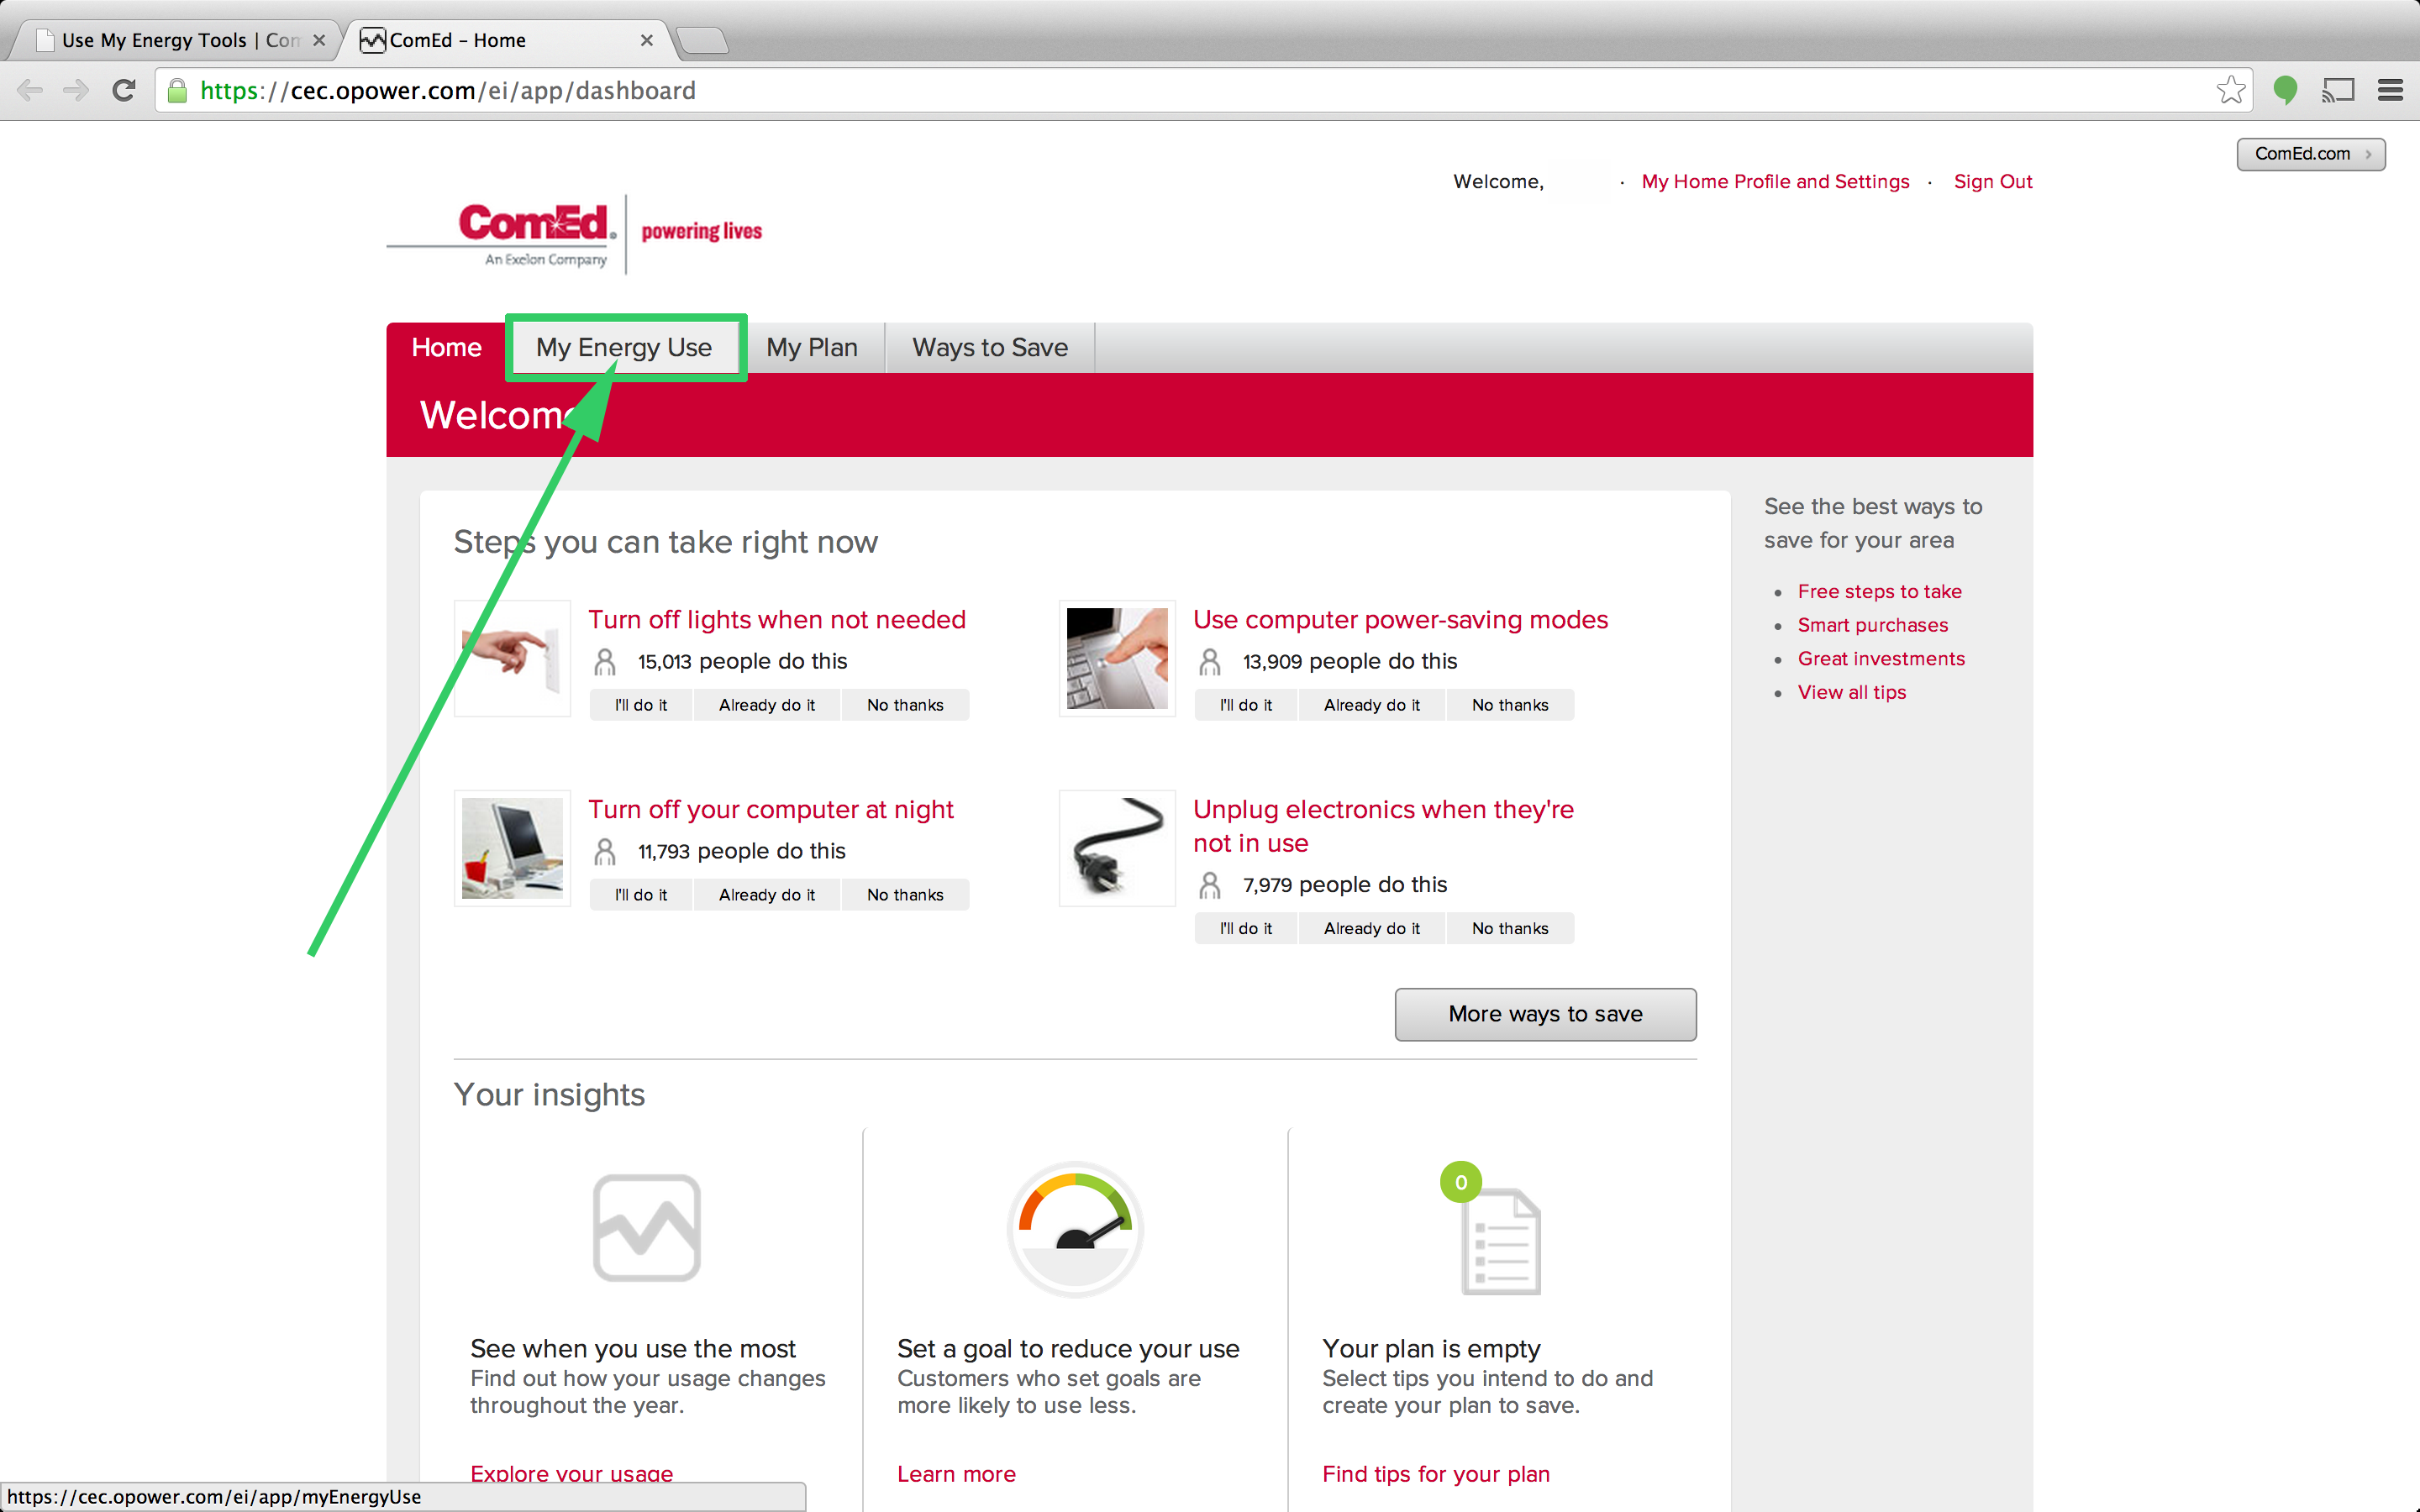 Use My Energy Tools | Com
ComEd – Home
https://cec.opower.com/ei/app/dashboard
ComEd.com
Welcome, · My Home Profile and Settings · Sign Out
ComEd® powering lives
An Exelon Company
Home My Energy Use My Plan Ways to Save
Welcome
Steps you can take right now
Turn off lights when not needed
15,013 people do this
I'll do it Already do it No thanks
Use computer power-saving modes
13,909 people do this
I'll do it Already do it No thanks
Turn off your computer at night
11,793 people do this
I'll do it Already do it No thanks
Unplug electronics when they're
not in use
7,979 people do this
I'll do it Already do it No thanks
More ways to save
See the best ways to
save for your area
Free steps to take
Smart purchases
Great investments
View all tips
Your insights
See when you use the most
Find out how your usage changes
throughout the year.
Explore your usage
Set a goal to reduce your use
Customers who set goals are
more likely to use less.
Learn more
0
Your plan is empty
Select tips you intend to do and
create your plan to save.
Find tips for your plan
https://cec.opower.com/ei/app/myEnergyUse